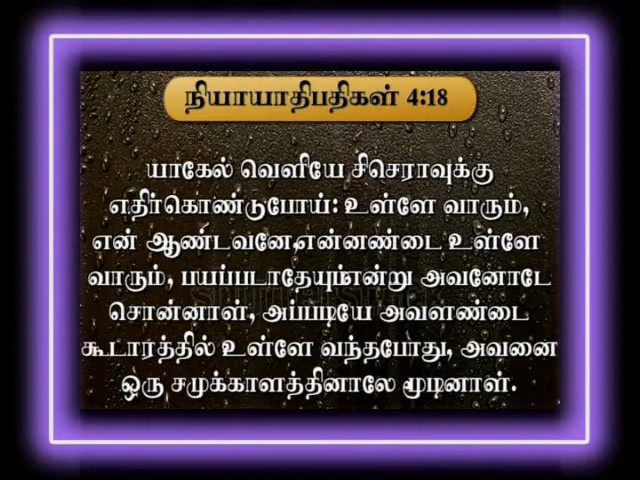 நியாயாதிபதிகள் 4:18
யாகேல் வெளியே சிசெராவுக்கு
எதிர்கொண்டுபோய்: உள்ளே வாரும்,
என் ஆண்டவனே,என்னண்டை உள்ளே
வாரும், பயப்படாதேயும்என்று அவனோடே
சொன்னாள், அப்படியே அவளண்டை
கூடாரத்தில் உள்ளே வந்தபோது, அவனை
ஒரு சமுக்காளத்தினாலே மூடினாள்.